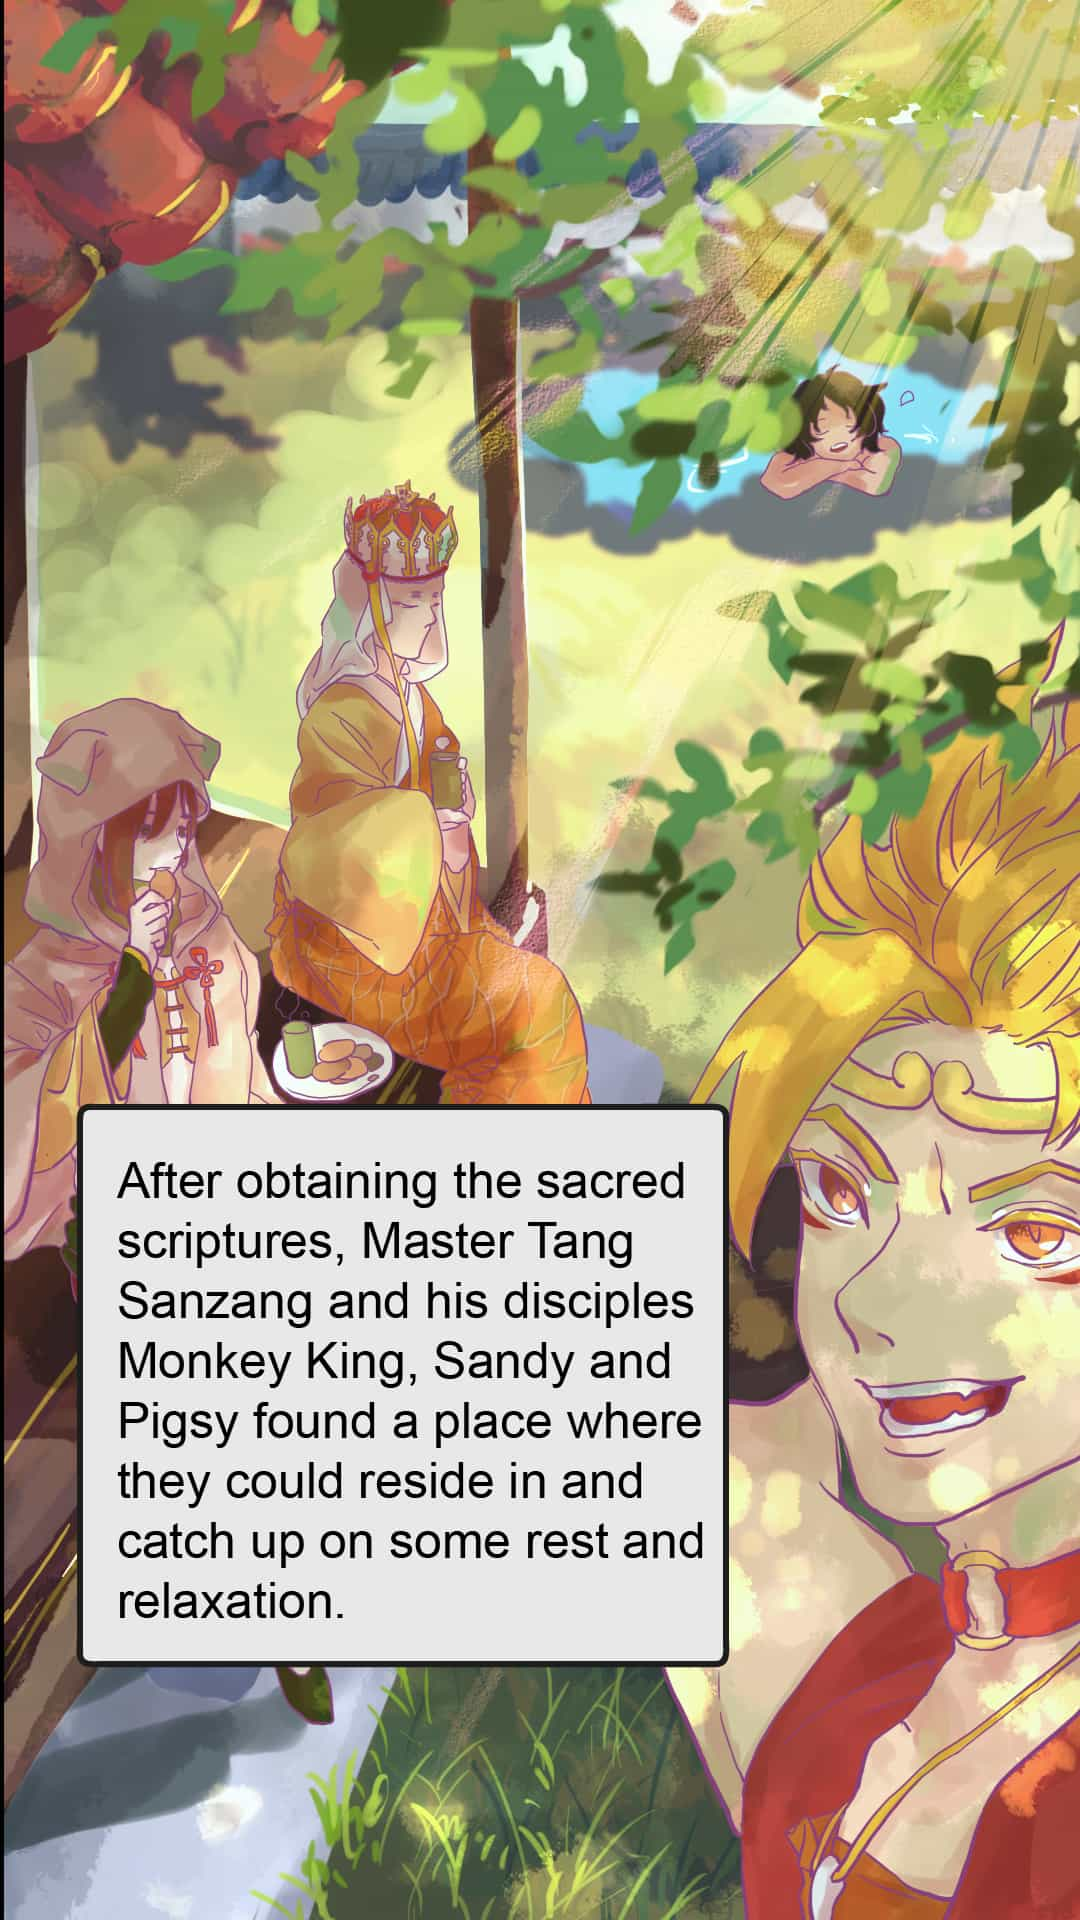 After obtaining the sacred
scriptures, Master Tang
Sanzang and his disciples
Monkey King, Sandy and
Pigsy found a place where
they could reside in and
catch up on some rest and
relaxation.